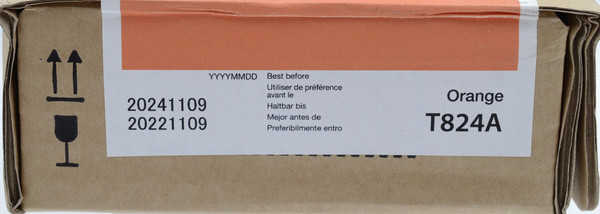 YYYYMMDD Best before
Utiliser de préférence
avant le
20241109 Haltbar bis
20221109 Mejor antes de
Preferibilmente entro
Orange
T824A